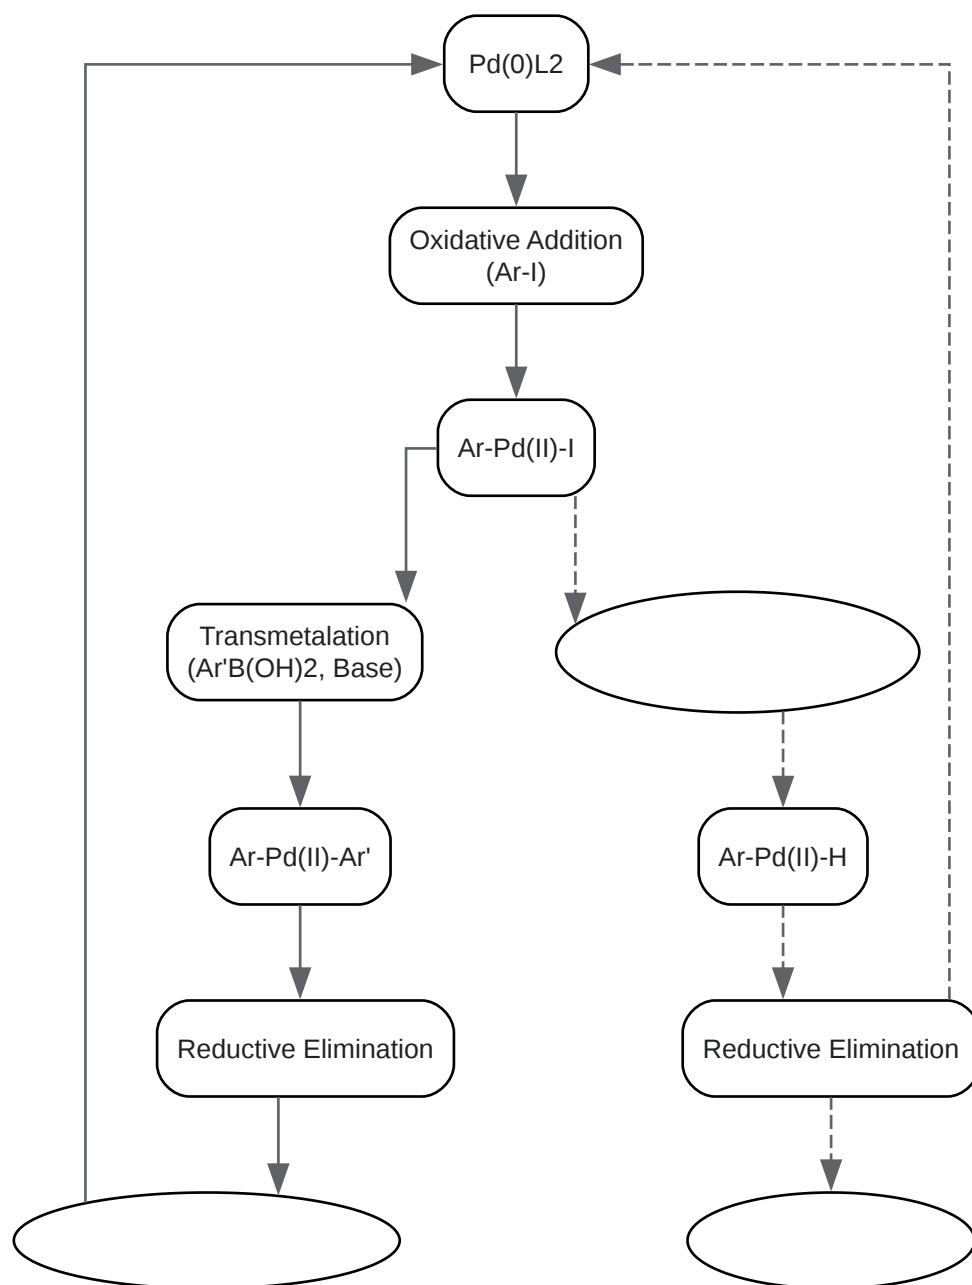 Pd(0)L2
Oxidative Addition
(Ar-I)
Ar-Pd(II)-I
Transmetalation
(Ar'B(OH)2, Base)
Ar-Pd(II)-Ar'
Ar-Pd(II)-H
Reductive Elimination
Reductive Elimination